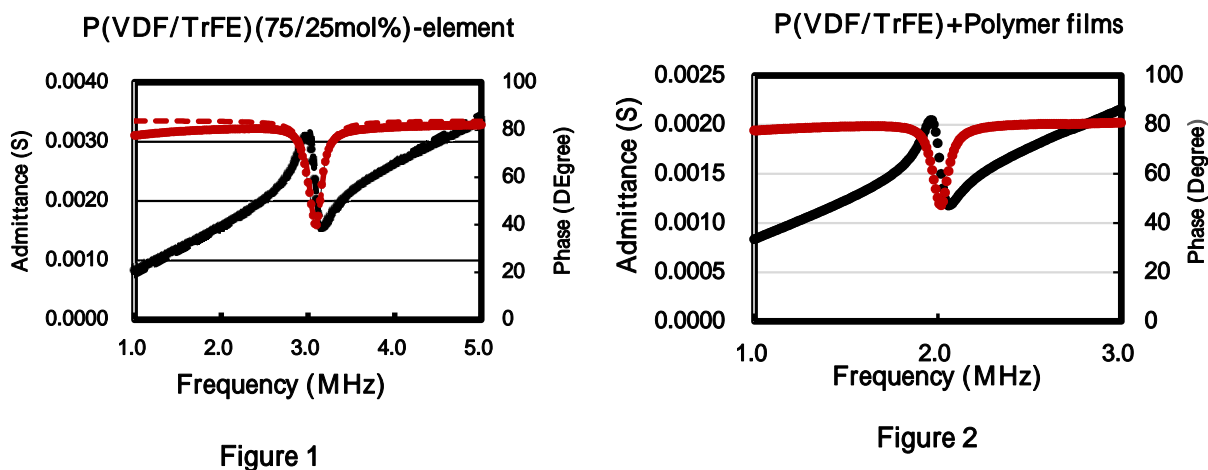 P(VDF/TrFE)(75/25mol%)-element
0.0040
0.0030
0.0020
0.0010
0.0000
Admittance (S)
100
80
60
40
20
0
Phase (DEgree)
1.0 2.0 3.0 4.0 5.0
Frequency (MHz)
Figure 1
P(VDF/TrFE)+Polymer films
0.0025
0.0020
0.0015
0.0010
0.0005
0.0000
Admittance (S)
100
80
60
40
20
0
Phase (Degree)
1.0 2.0 3.0
Frequency (MHz)
Figure 2